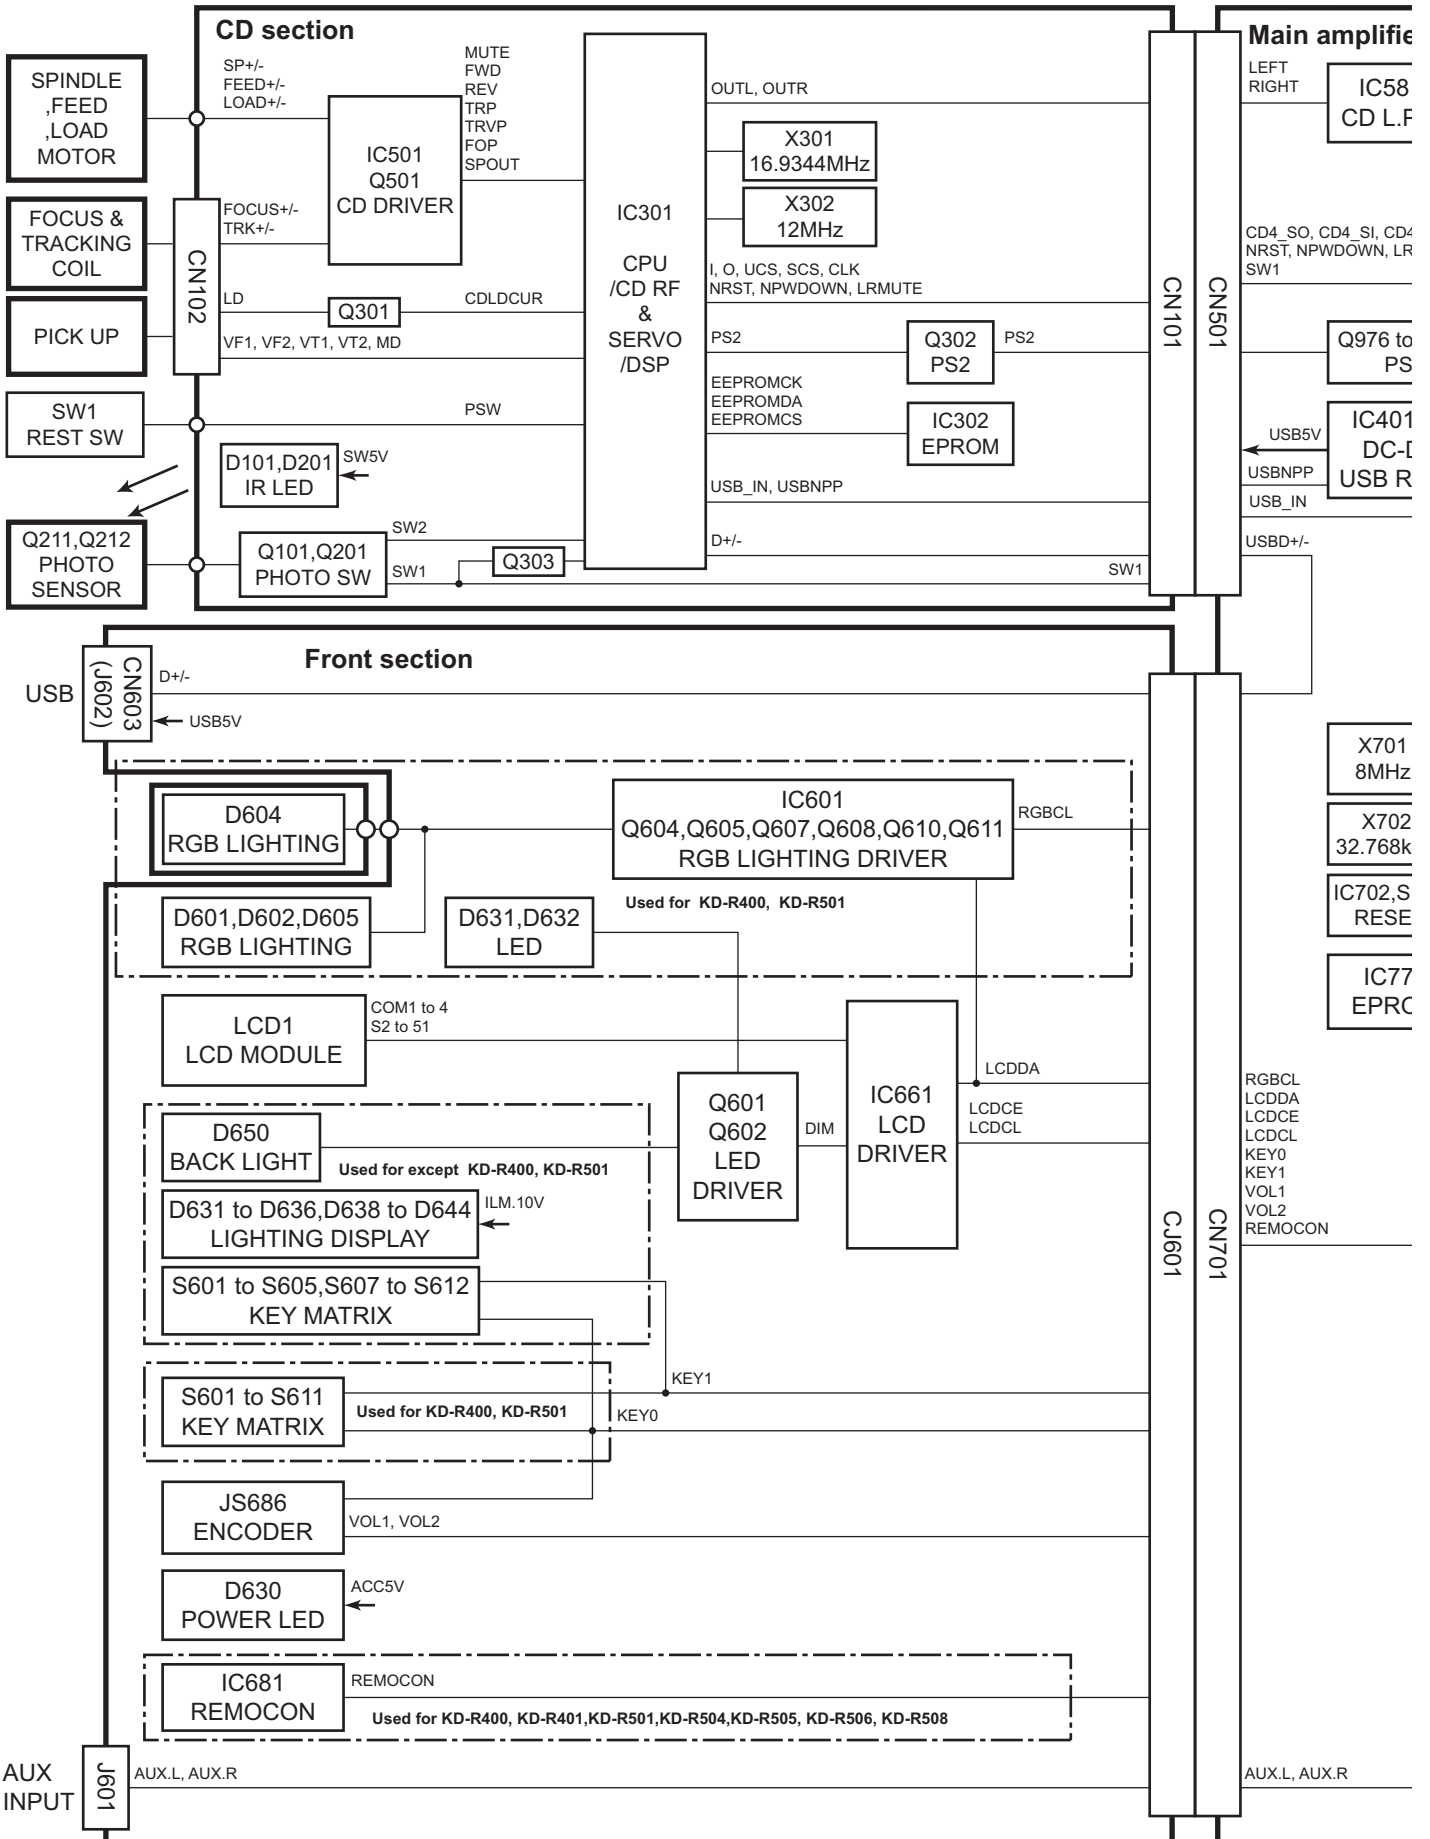 CD section
Main amplifie
SPINDLE
,FEED
,LOAD
MOTOR
SP+/-
FEED+/-
LOAD+/-
IC501
Q501
CD DRIVER
MUTE
FWD
REV
TRP
TRVP
FOP
SPOUT
FOCUS &
TRACKING
COIL
FOCUS+/-
TRK+/-
CN102
PICK UP
LD
Q301
CDLDCUR
VF1, VF2, VT1, VT2, MD
SW1
REST SW
PSW
D101,D201
IR LED
SW5V
Q211,Q212
PHOTO
SENSOR
Q101,Q201
PHOTO SW
SW2
SW1
Q303
IC301
CPU
/CD RF
&
SERVO
/DSP
OUTL, OUTR
X301
16.9344MHz
X302
12MHz
I, O, UCS, SCS, CLK
NRST, NPWDOWN, LRMUTE
PS2
Q302
PS2
PS2
EEPROMCK
EEPROMDA
EEPROMCS
IC302
EPROM
USB_IN, USBNPP
D+/-
SW1
CN101
CN501
LEFT
RIGHT
IC58
CD L.F
CD4_SO, CD4_SI, CD4
NRST, NPWDOWN, LR
SW1
Q976 to
PS
USB5V
IC401
DC-D
USB R
USBNPP
USB_IN
USBD+/-
Front section
USB
CN603
(J602)
D+/-
USB5V
D604
RGB LIGHTING
IC601
Q604,Q605,Q607,Q608,Q610,Q611
RGB LIGHTING DRIVER
RGBCL
Used for KD-R400, KD-R501
D601,D602,D605
RGB LIGHTING
D631,D632
LED
LCD1
LCD MODULE
COM1 to 4
S2 to 51
D650
BACK LIGHT
Used for except KD-R400, KD-R501
Q601
Q602
LED
DRIVER
DIM
IC661
LCD
DRIVER
LCDDA
LCDCE
LCDCL
D631 to D636,D638 to D644
LIGHTING DISPLAY
ILM.10V
S601 to S605,S607 to S612
KEY MATRIX
S601 to S611
KEY MATRIX
Used for KD-R400, KD-R501
KEY1
KEY0
JS686
ENCODER
VOL1, VOL2
D630
POWER LED
ACC5V
IC681
REMOCON
REMOCON
Used for KD-R400, KD-R401,KD-R501,KD-R504,KD-R505, KD-R506, KD-R508
AUX
INPUT
J601
AUX.L, AUX.R
CJ601
CN701
X701
8MHz
X702
32.768k
IC702,S
RESE
IC77
EPRO
RGBCL
LCDDA
LCDCE
LCDCL
KEY0
KEY1
VOL1
VOL2
REMOCON
AUX.L, AUX.R